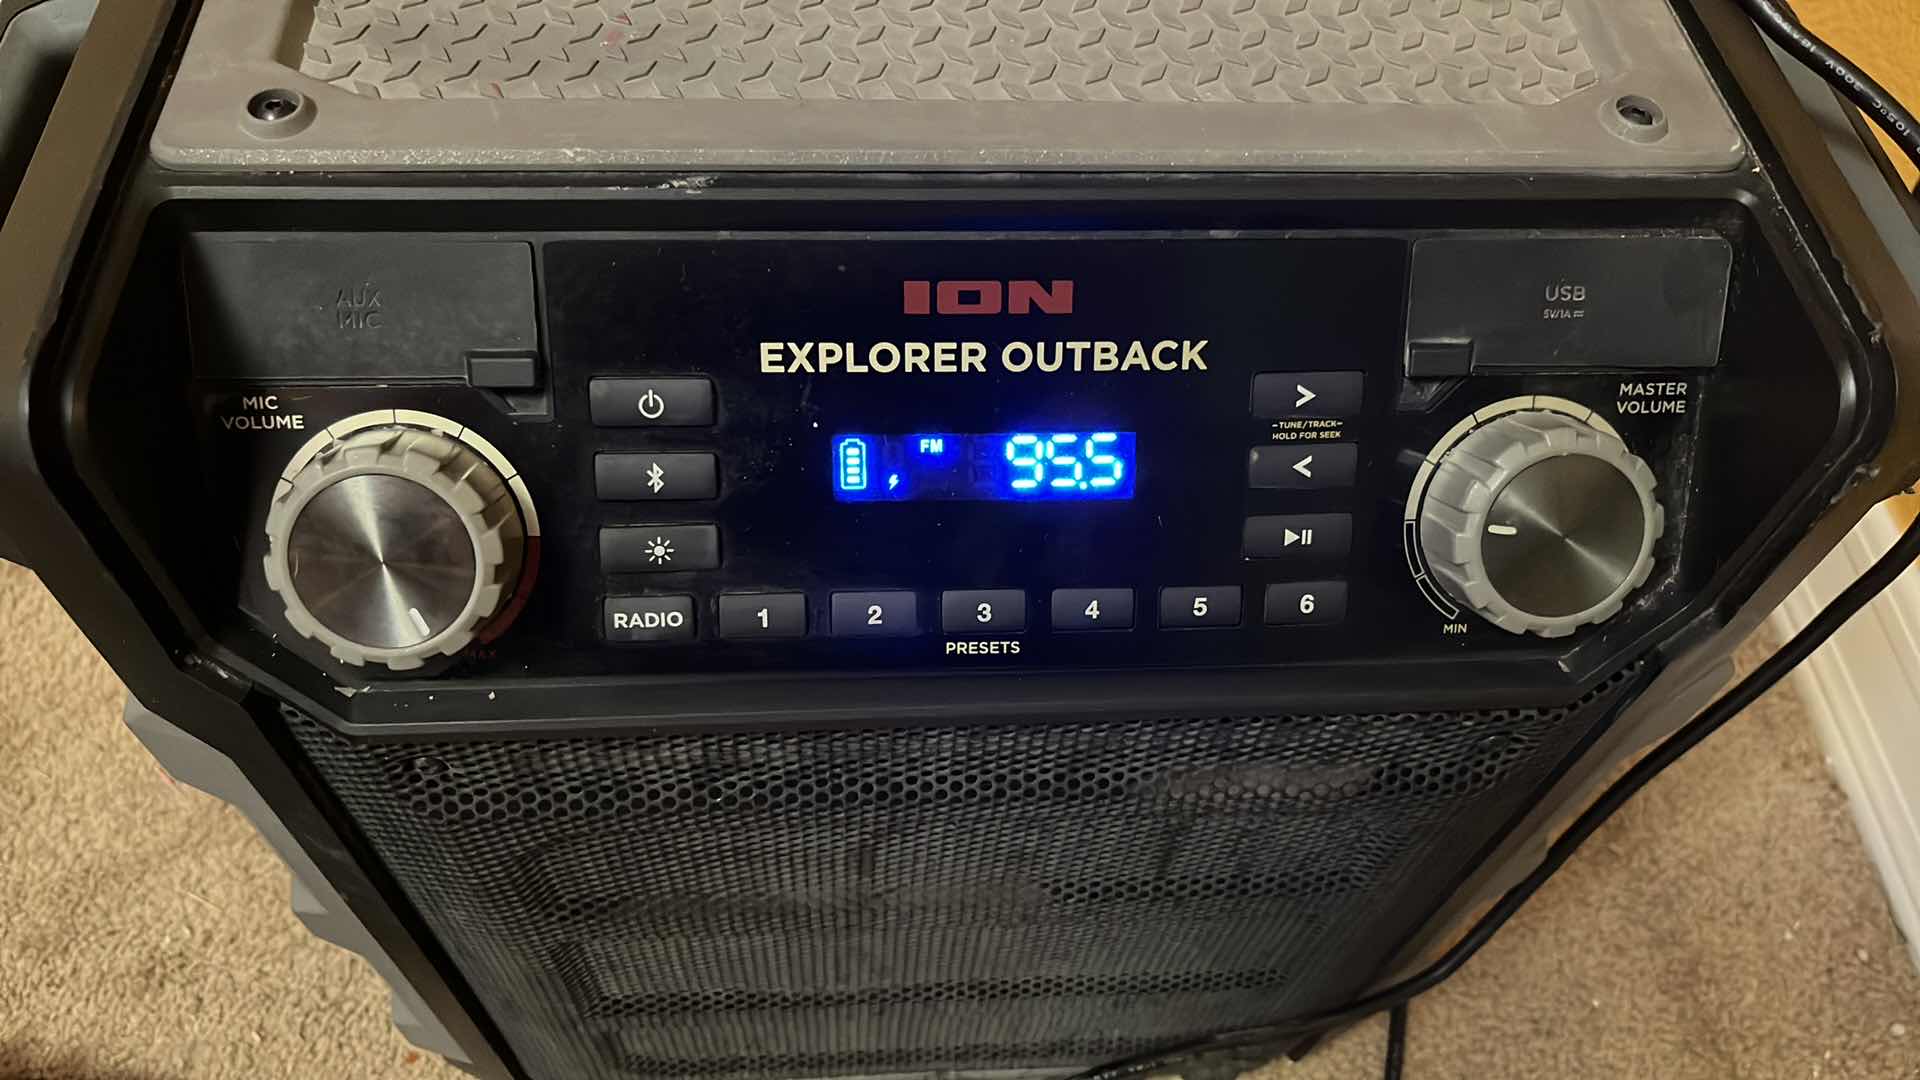 ION
EXPLORER OUTBACK
AUX
MIC
USB
5V/1A
MIC
VOLUME
MASTER
VOLUME
-TUNE/TRACK-
HOLD FOR SEEK
FM
95.5
RADIO
1
2
3
4
5
6
PRESETS
MIN
MAX
105°C